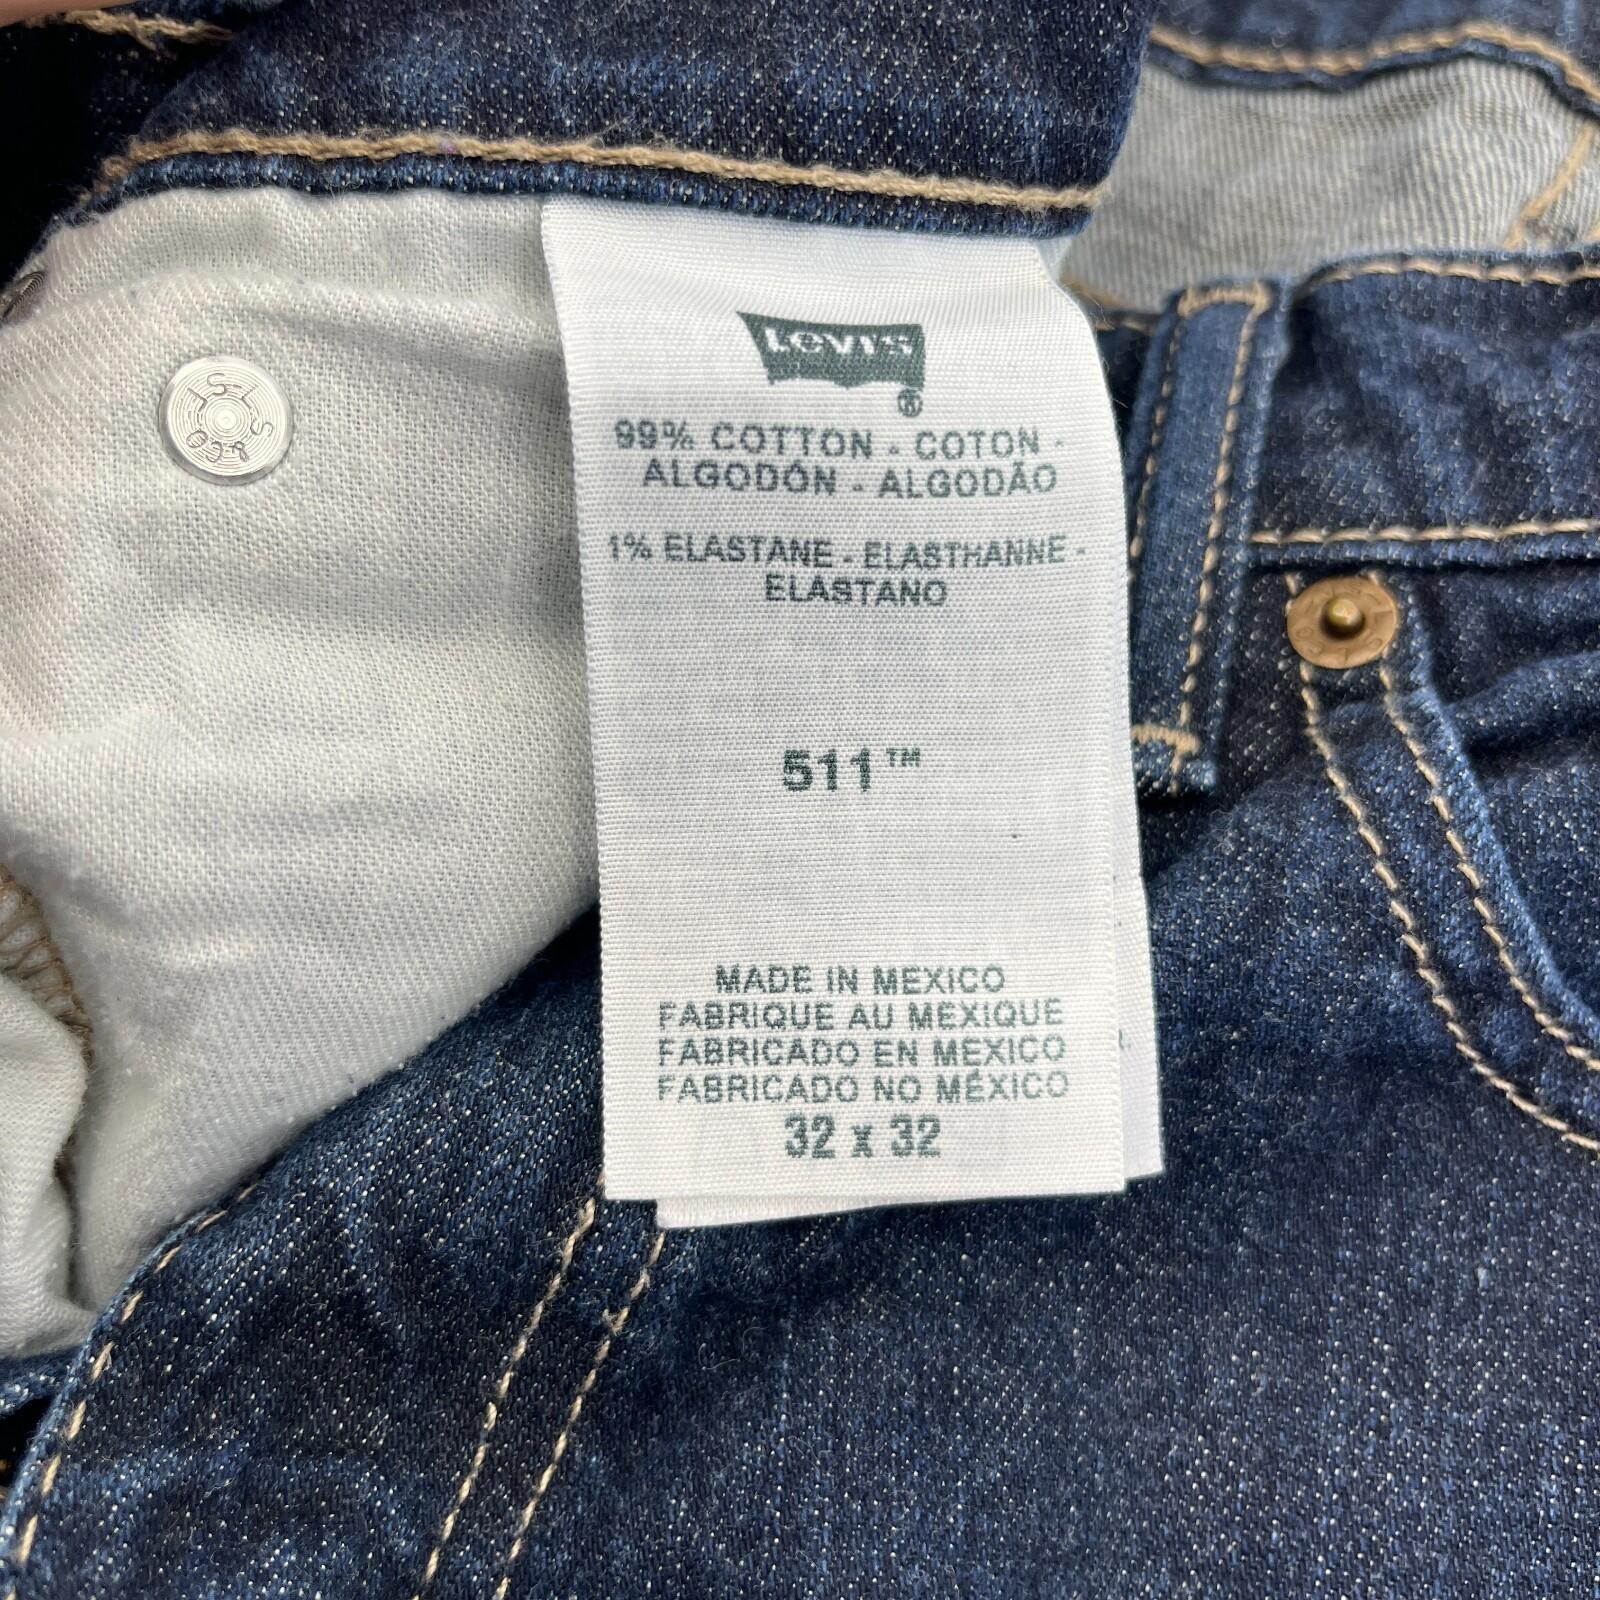 Levi's
®
99% COTTON - COTON -
ALGODÓN - ALGODÃO
1% ELASTANE - ELASTHANNE -
ELASTANO
511™
MADE IN MEXICO
FABRIQUE AU MEXIQUE
FABRICADO EN MEXICO
FABRICADO NO MÉXICO
32 x 32